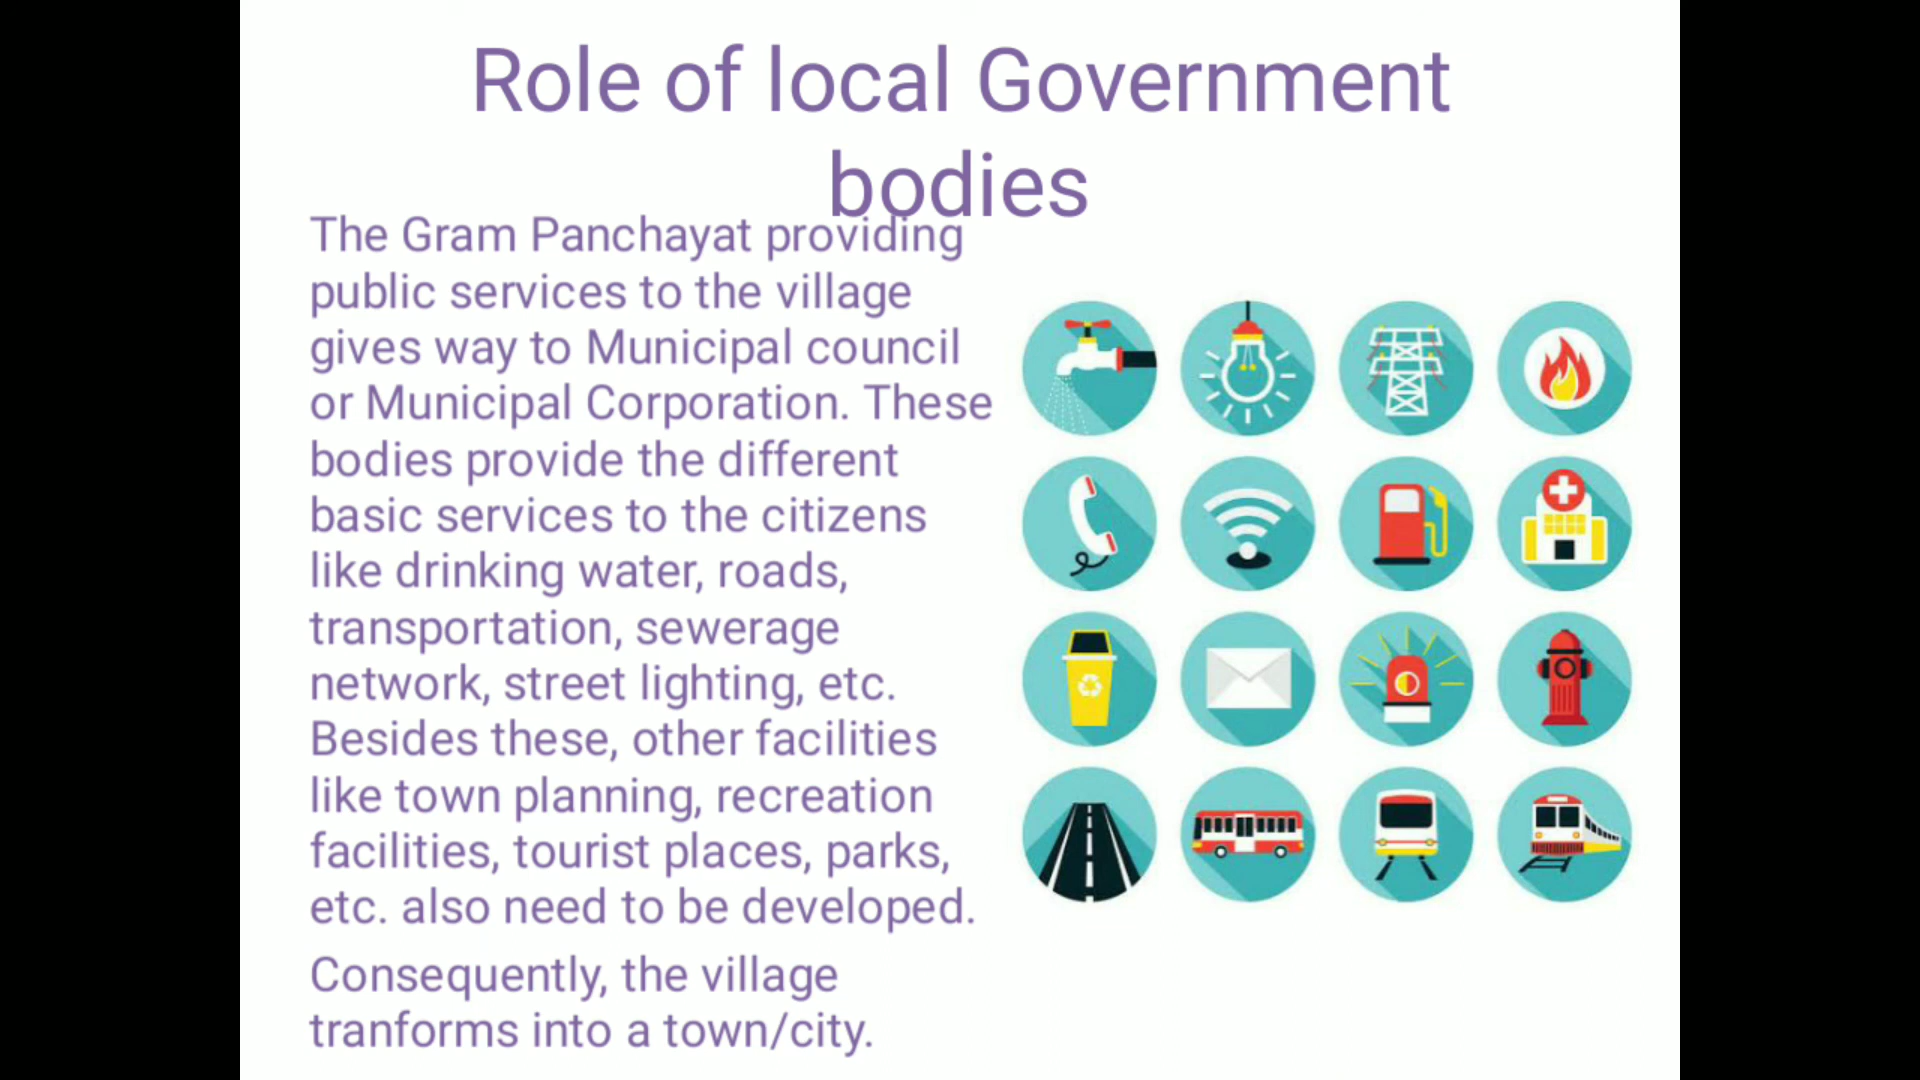 Role of local Government
bodies
The Gram Panchayat providing
public services to the village
gives way to Municipal council
or Municipal Corporation. These
bodies provide the different
basic services to the citizens
like drinking water, roads,
transportation, sewerage
network, street lighting, etc.
Besides these, other facilities
like town planning, recreation
facilities, tourist places, parks,
etc. also need to be developed.
Consequently, the village
tranforms into a town/city.